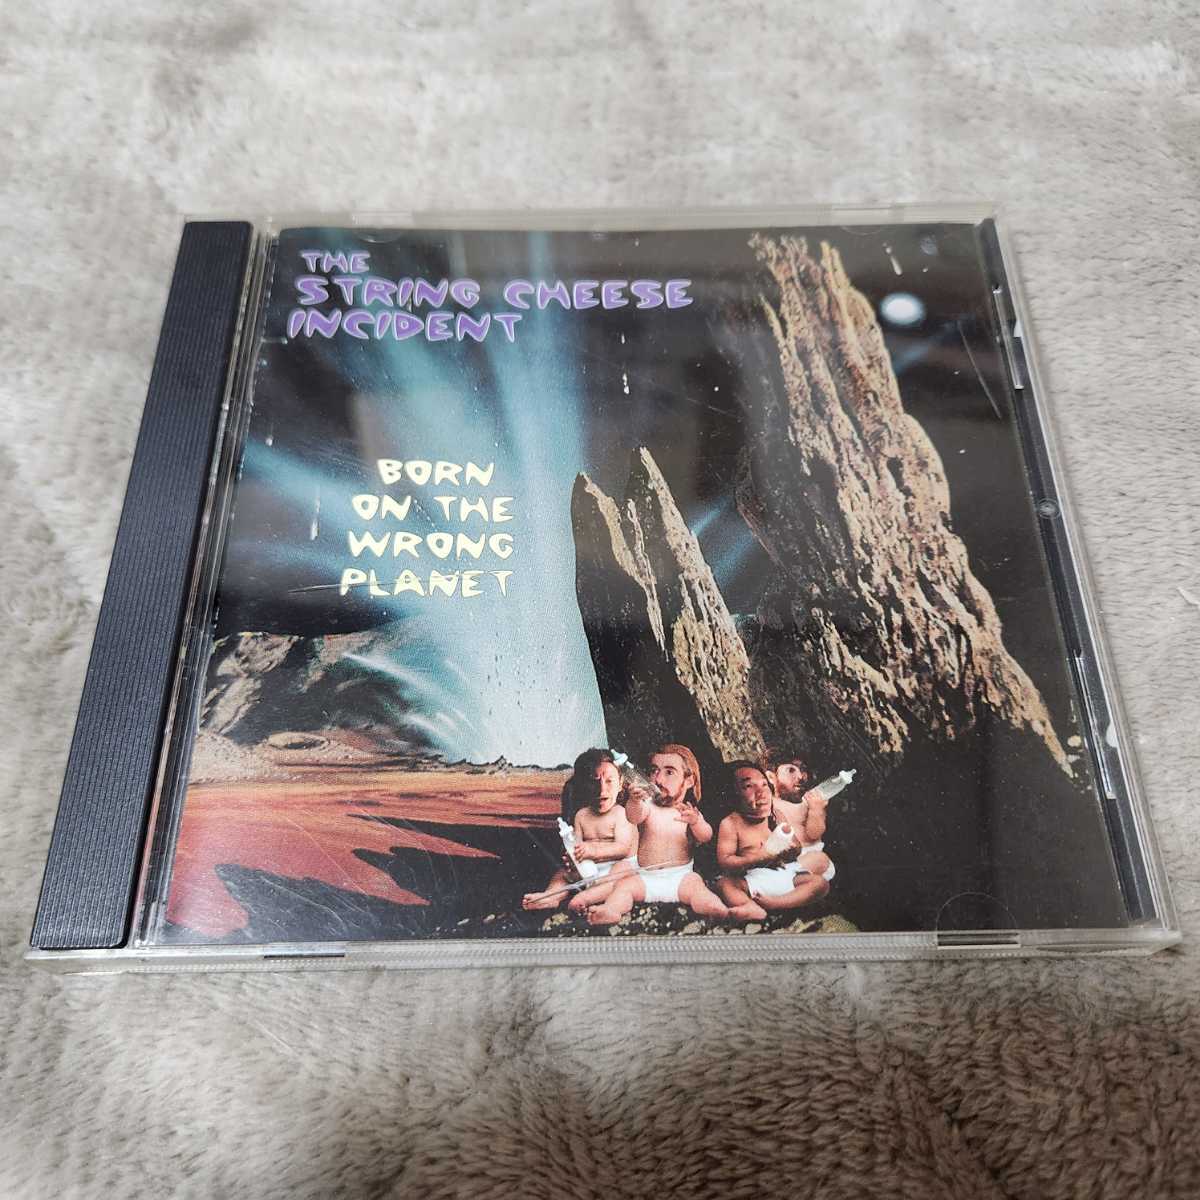 THE
STRING CHEESE
INCIDENT
BORN
ON THE
WRONG
PLANET